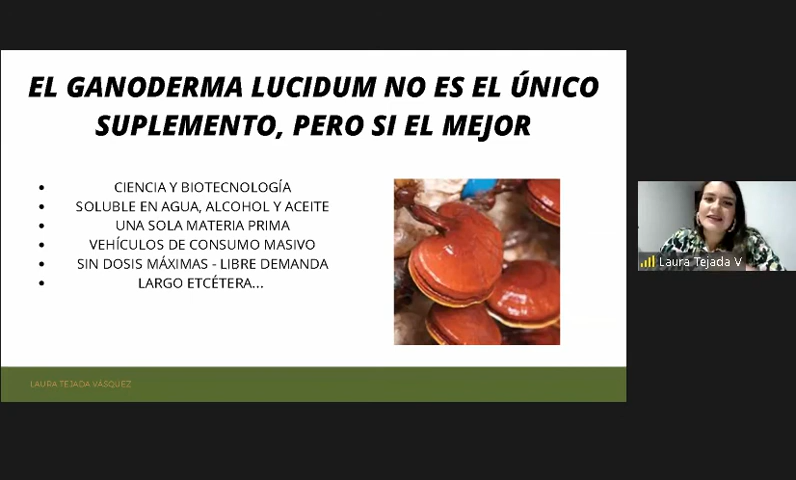 EL GANODERMA LUCIDUM NO ES EL ÚNICO
SUPLEMENTO, PERO SI EL MEJOR
• CIENCIA Y BIOTECNOLOGÍA
• SOLUBLE EN AGUA, ALCOHOL Y ACEITE
• UNA SOLA MATERIA PRIMA
• VEHÍCULOS DE CONSUMO MASIVO
• SIN DOSIS MÁXIMAS - LIBRE DEMANDA
• LARGO ETCÉTERA...
Laura Tejada V
LAURA TEJADA VÁSQUEZ